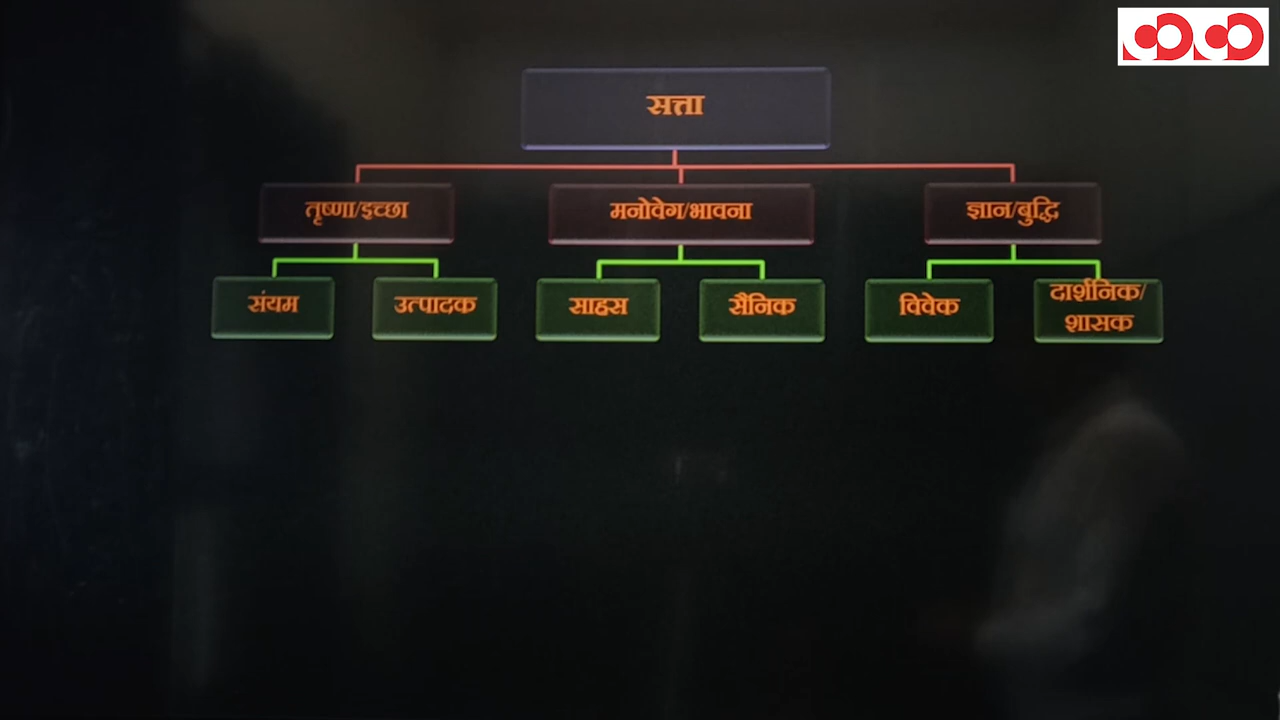 सत्ता
तृष्णा/इच्छा
मनोवेग/भावना
ज्ञान/बुद्धि
संयम
उत्पादक
साहस
सैनिक
विवेक
दार्शनिक/
शासक